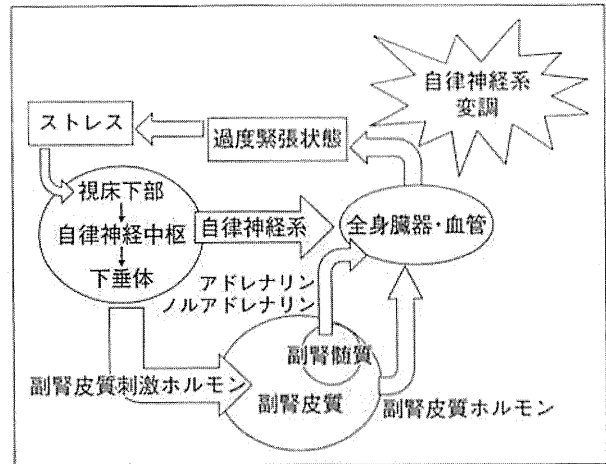 自律神経系
変調
ストレス
過度緊張状態
視床下部
自律神経中枢
下垂体
自律神経系
全身臓器・血管
アドレナリン
ノルアドレナリン
副腎髄質
副腎皮質
副腎皮質刺激ホルモン
副腎皮質ホルモン